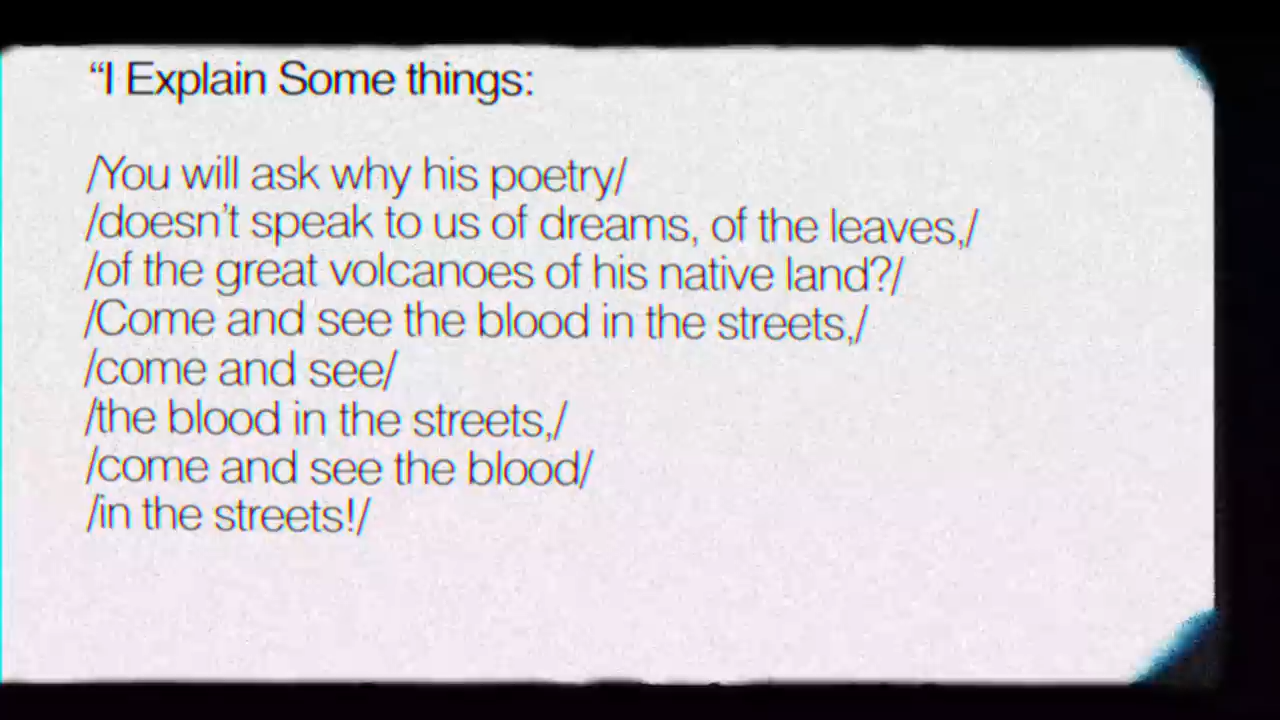 “I Explain Some things:
/You will ask why his poetry/
/doesn’t speak to us of dreams, of the leaves,/
/of the great volcanoes of his native land?/
/Come and see the blood in the streets,/
/come and see/
/the blood in the streets,/
/come and see the blood/
/in the streets!/